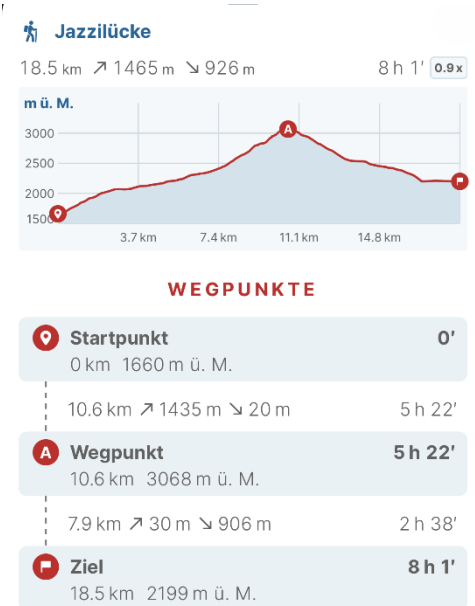 Jazzilücke
18.5 km ↗ 1465 m ↘ 926 m 8 h 1' 0.9 x
m ü. M.
3000
2500
2000
1500
3.7 km 7.4 km 11.1 km 14.8 km
A
WEGPUNKTE
Startpunkt 0'
0 km 1660 m ü. M.
10.6 km ↗ 1435 m ↘ 20 m 5 h 22'
A Wegpunkt 5 h 22'
10.6 km 3068 m ü. M.
7.9 km ↗ 30 m ↘ 906 m 2 h 38'
Ziel 8 h 1'
18.5 km 2199 m ü. M.